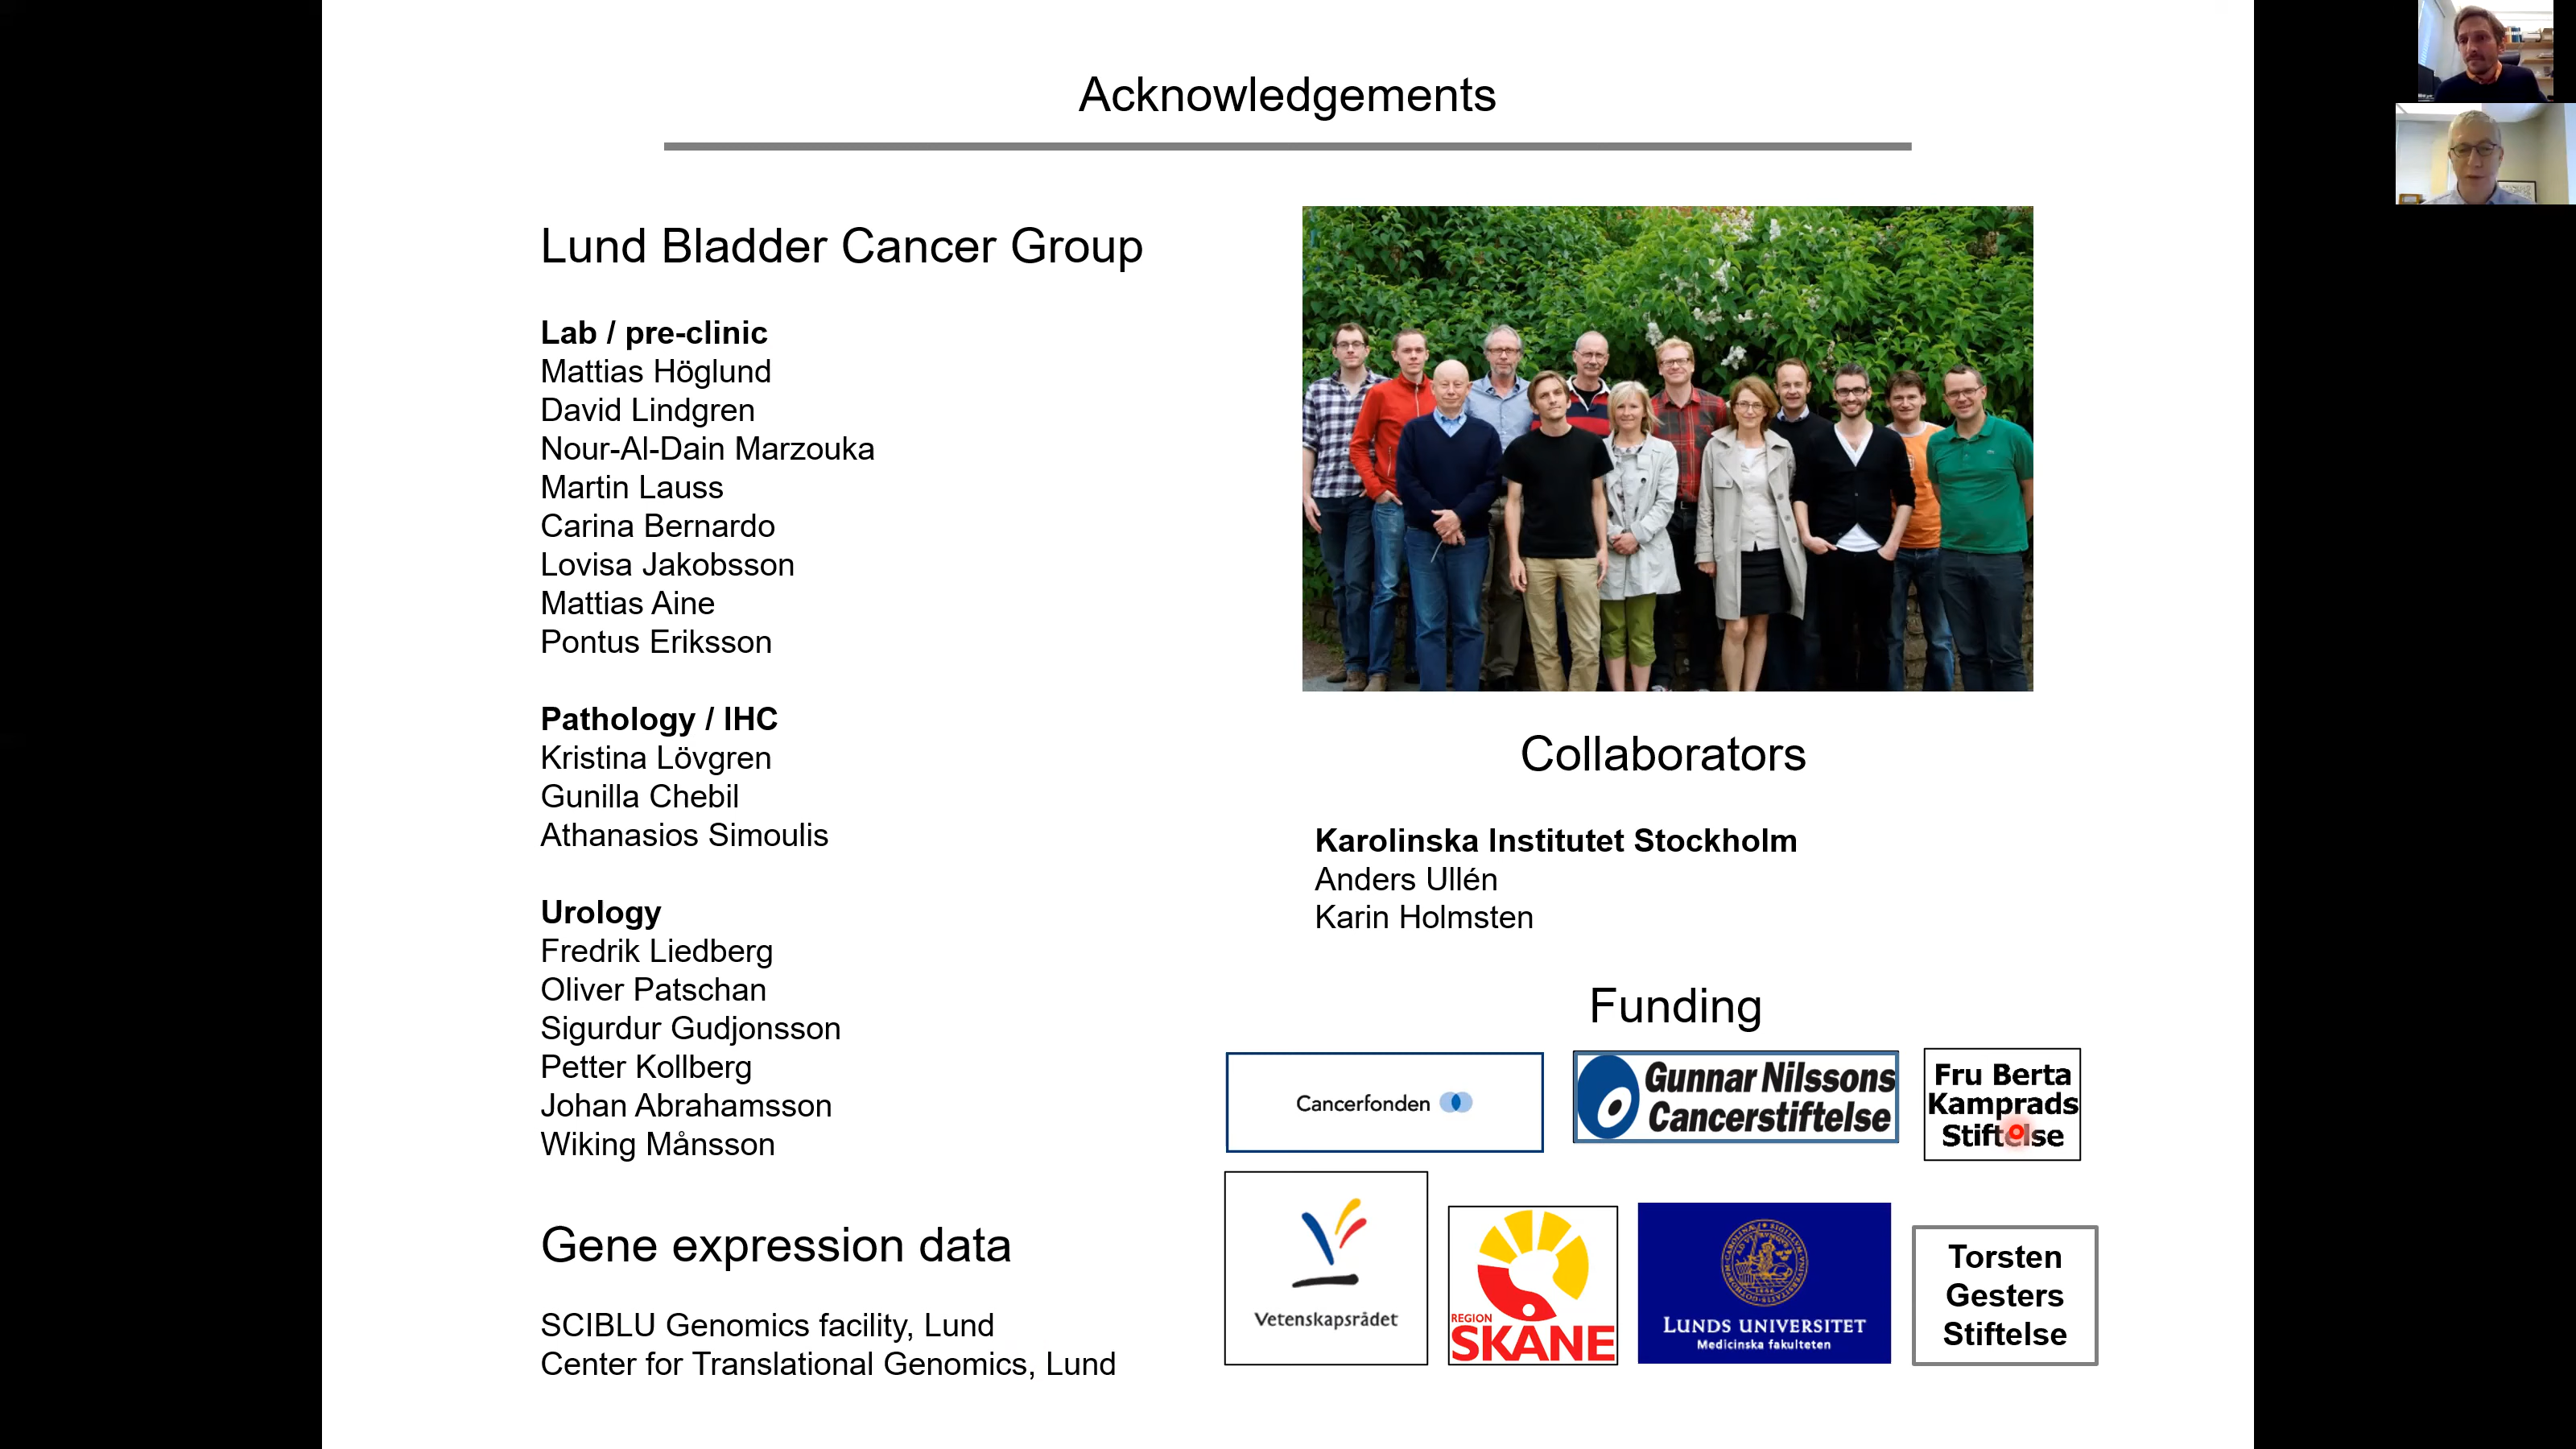 Acknowledgements
Lund Bladder Cancer Group
Lab / pre-clinic
Mattias Höglund
David Lindgren
Nour-Al-Dain Marzouka
Martin Lauss
Carina Bernardo
Lovisa Jakobsson
Mattias Aine
Pontus Eriksson
Pathology / IHC
Kristina Lövgren
Gunilla Chebil
Athanasios Simoulis
Urology
Fredrik Liedberg
Oliver Patschan
Sigurdur Gudjonsson
Petter Kollberg
Johan Abrahamsson
Wiking Månsson
Gene expression data
SCIBLU Genomics facility, Lund
Center for Translational Genomics, Lund
Collaborators
Karolinska Institutet Stockholm
Anders Ullén
Karin Holmsten
Funding
Cancerfonden
Gunnar Nilssons
Cancerstiftelse
Fru Berta
Kamprads
Stiftelse
Vetenskapsrådet
REGION
SKÅNE
LUNDS UNIVERSITET
Medicinska fakulteten
Torsten
Gesters
Stiftelse